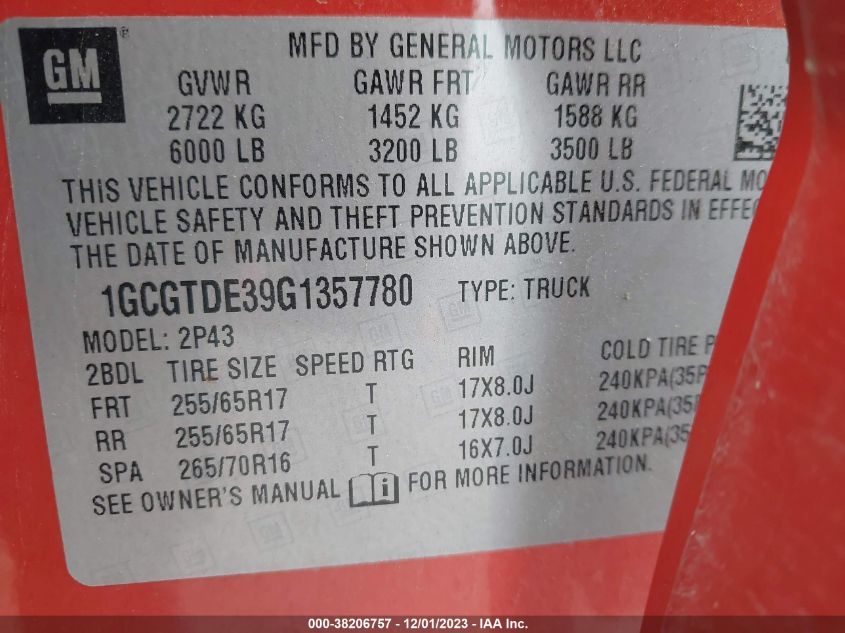 GM ®
MFD BY GENERAL MOTORS LLC
GVWR GAWR FRT GAWR RR
2722 KG 1452 KG 1588 KG
6000 LB 3200 LB 3500 LB
THIS VEHICLE CONFORMS TO ALL APPLICABLE U.S. FEDERAL MO
VEHICLE SAFETY AND THEFT PREVENTION STANDARDS IN EFFE
THE DATE OF MANUFACTURE SHOWN ABOVE.
1GCGTDE39G1357780 TYPE: TRUCK
MODEL: 2P43
2BDL TIRE SIZE SPEED RTG RIM COLD TIRE P
FRT 255/65R17 T 17X8.0J 240KPA(35P
RR 255/65R17 T 17X8.0J 240KPA(35P
SPA 265/70R16 T 16X7.0J 240KPA(35
SEE OWNER'S MANUAL FOR MORE INFORMATION.
000-38206757 - 12/01/2023 - IAA Inc.